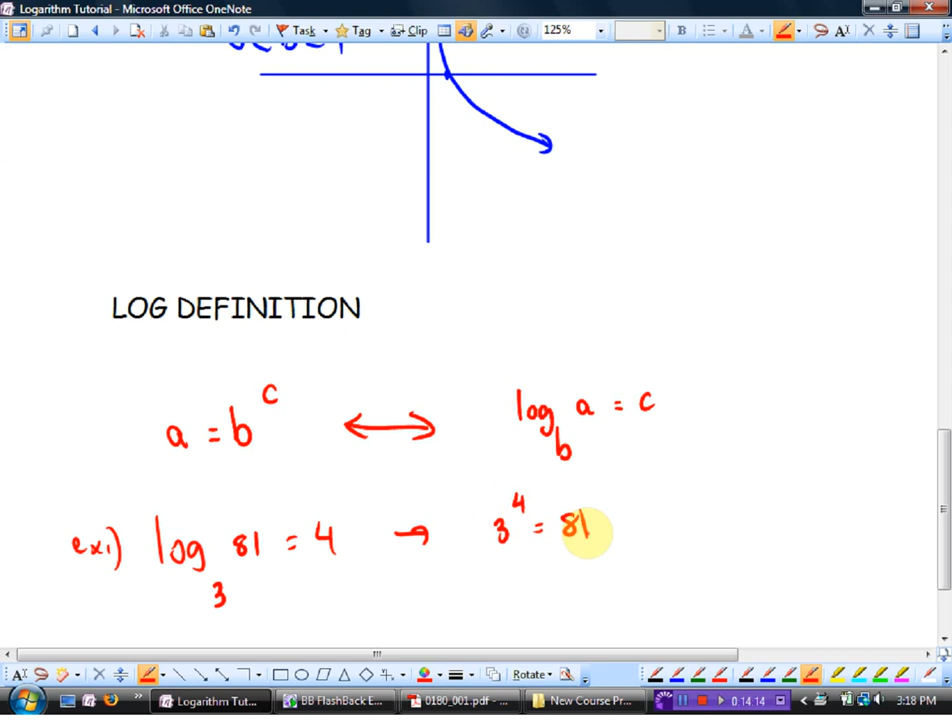 Logarithm Tutorial - Microsoft Office OneNote
Task Tag Clip 125% B A
LOG DEFINITION
a = b^c ↔ log_b a = c
ex1) log_3 81 = 4 → 3^4 = 81
Rotate
Logarithm Tut... BB FlashBack E... 0180_001.pdf - ... New Course Pr... 0:14:14 3:18 PM